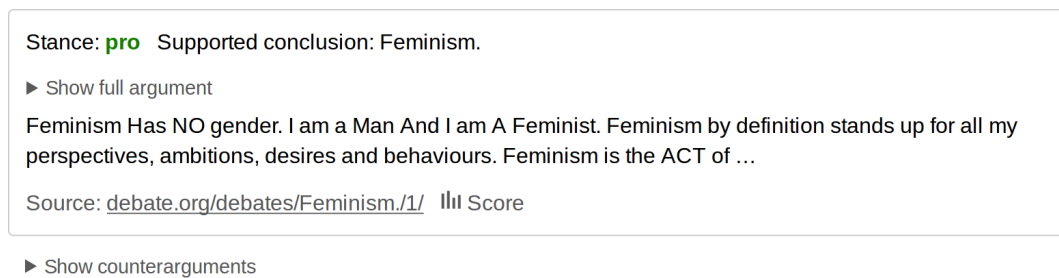 Stance: pro Supported conclusion: Feminism.
▶ Show full argument
Feminism Has NO gender. I am a Man And I am A Feminist. Feminism by definition stands up for all my
perspectives, ambitions, desires and behaviours. Feminism is the ACT of …
Source: debate.org/debates/Feminism./1/ Score
▶ Show counterarguments